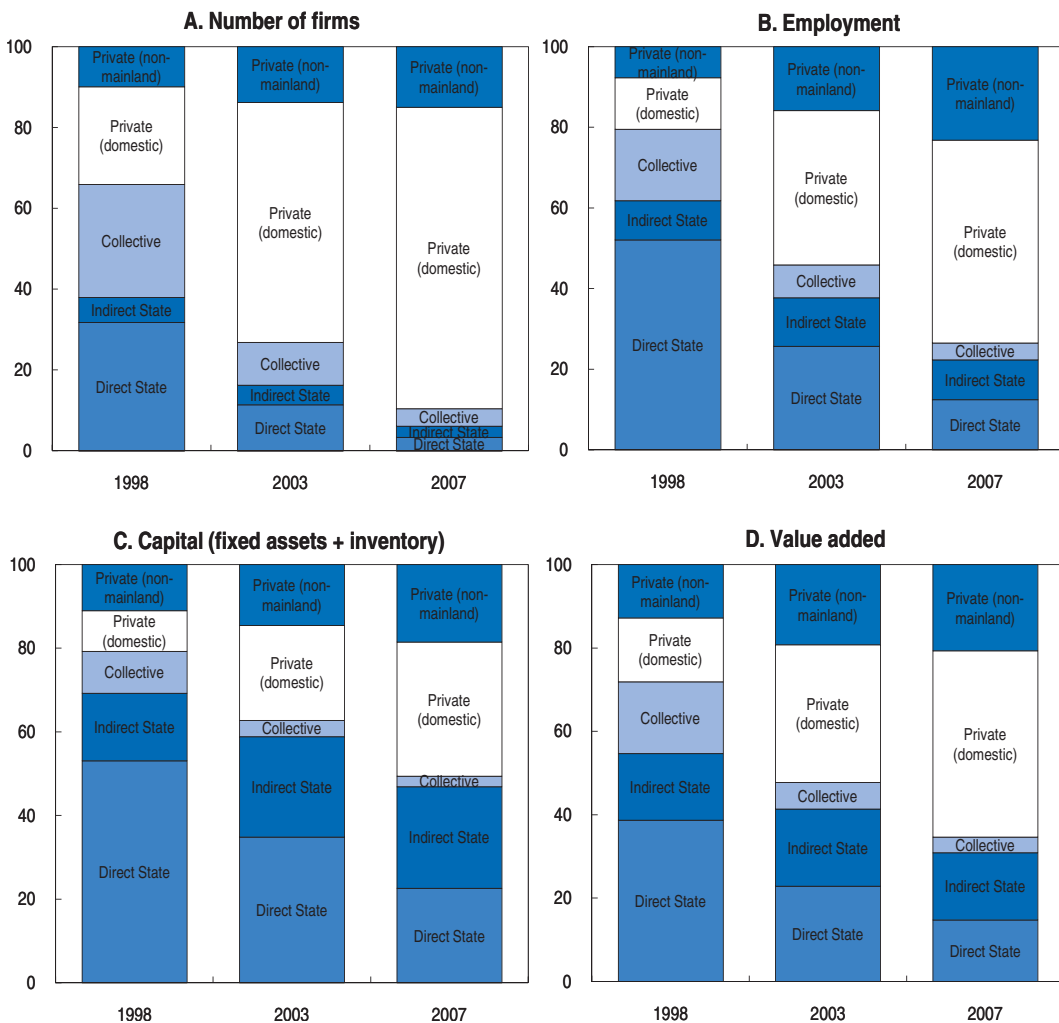 A. Number of firms
100
80
60
40
20
0
Private (non-
mainland)
Private
(domestic)
Collective
Indirect State
Direct State
Private (non-
mainland)
Private
(domestic)
Collective
Indirect State
Direct State
Private (non-
mainland)
Private
(domestic)
Collective
Indirect State
Direct State
1998
2003
2007
B. Employment
100
80
60
40
20
0
Private (non-
mainland)
Private
(domestic)
Collective
Indirect State
Direct State
Private (non-
mainland)
Private
(domestic)
Collective
Indirect State
Direct State
Private (non-
mainland)
Private
(domestic)
Collective
Indirect State
Direct State
1998
2003
2007
C. Capital (fixed assets + inventory)
100
80
60
40
20
0
Private (non-
mainland)
Private
(domestic)
Collective
Indirect State
Direct State
Private (non-
mainland)
Private
(domestic)
Collective
Indirect State
Direct State
Private (non-
mainland)
Private
(domestic)
Collective
Indirect State
Direct State
1998
2003
2007
D. Value added
100
80
60
40
20
0
Private (non-
mainland)
Private
(domestic)
Collective
Indirect State
Direct State
Private (non-
mainland)
Private
(domestic)
Collective
Indirect State
Direct State
Private (non-
mainland)
Private
(domestic)
Collective
Indirect State
Direct State
1998
2003
2007